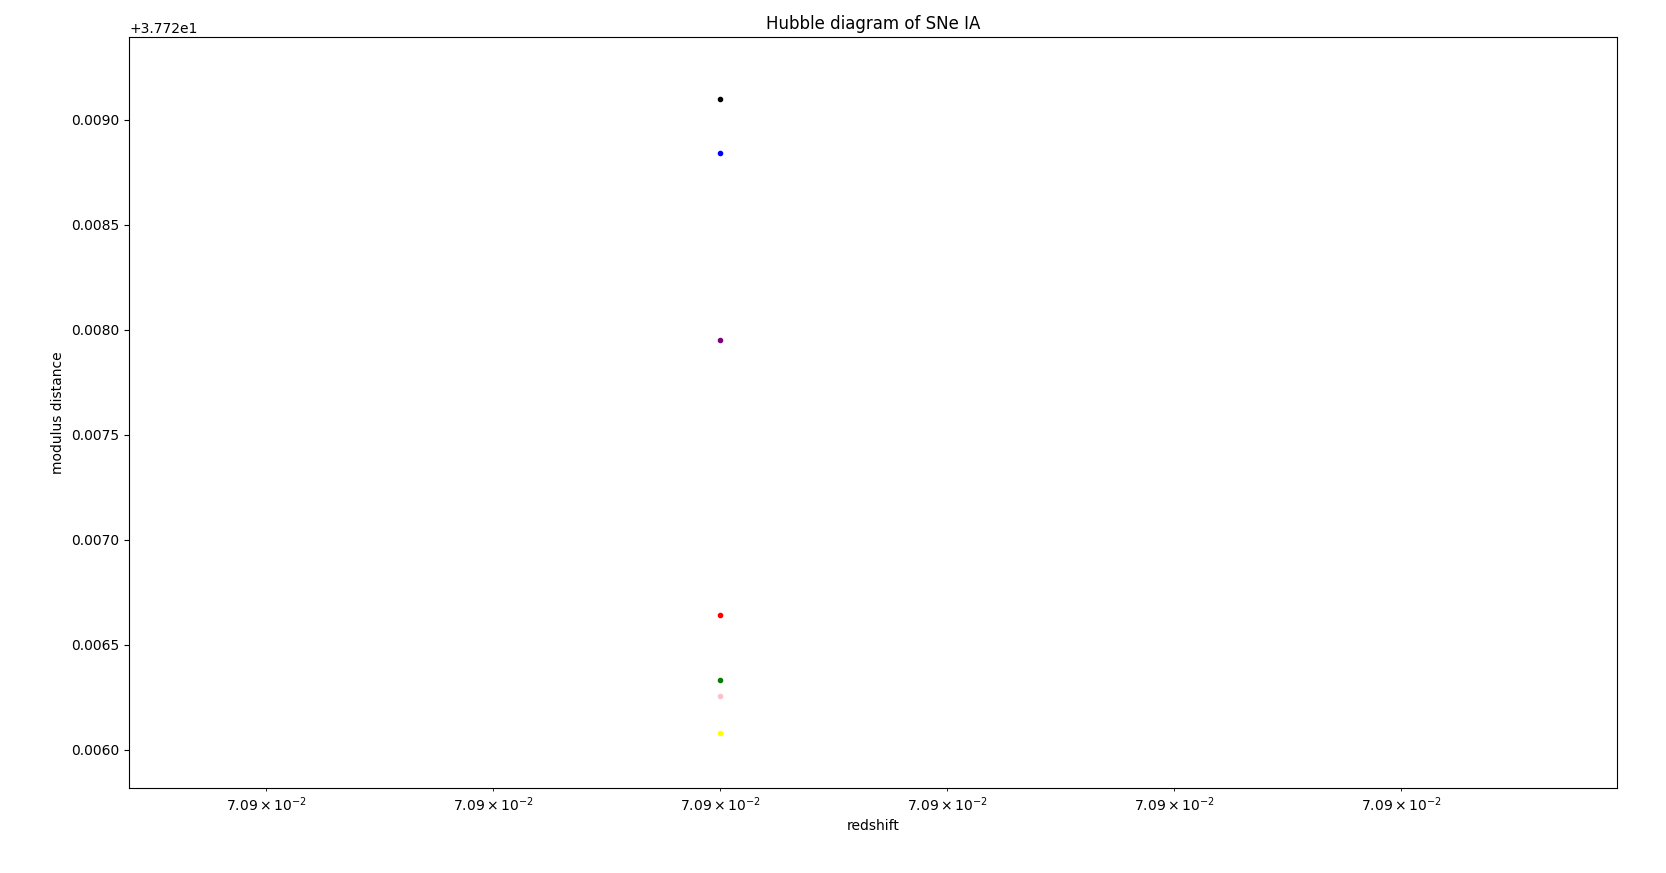 Hubble diagram of SNe IA
+3.772e1
0.0090
0.0085
0.0080
0.0075
0.0070
0.0065
0.0060
modulus distance
7.09 × 10⁻² 7.09 × 10⁻² 7.09 × 10⁻² 7.09 × 10⁻² 7.09 × 10⁻² 7.09 × 10⁻²
redshift